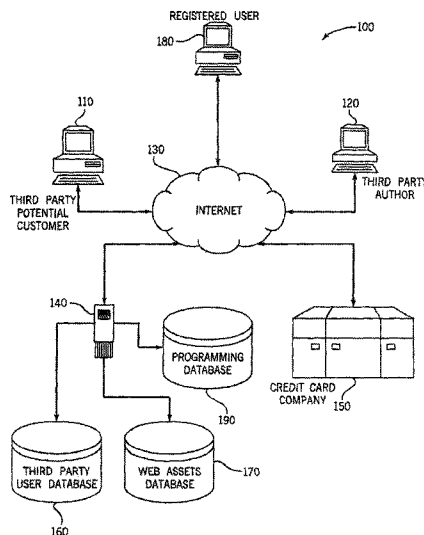 REGISTERED USER
180
100
110
120
130
THIRD PARTY
POTENTIAL
CUSTOMER
INTERNET
THIRD PARTY
AUTHOR
140
PROGRAMMING
DATABASE
190
CREDIT CARD
COMPANY
150
THIRD PARTY
USER DATABASE
160
WEB ASSETS
DATABASE
170